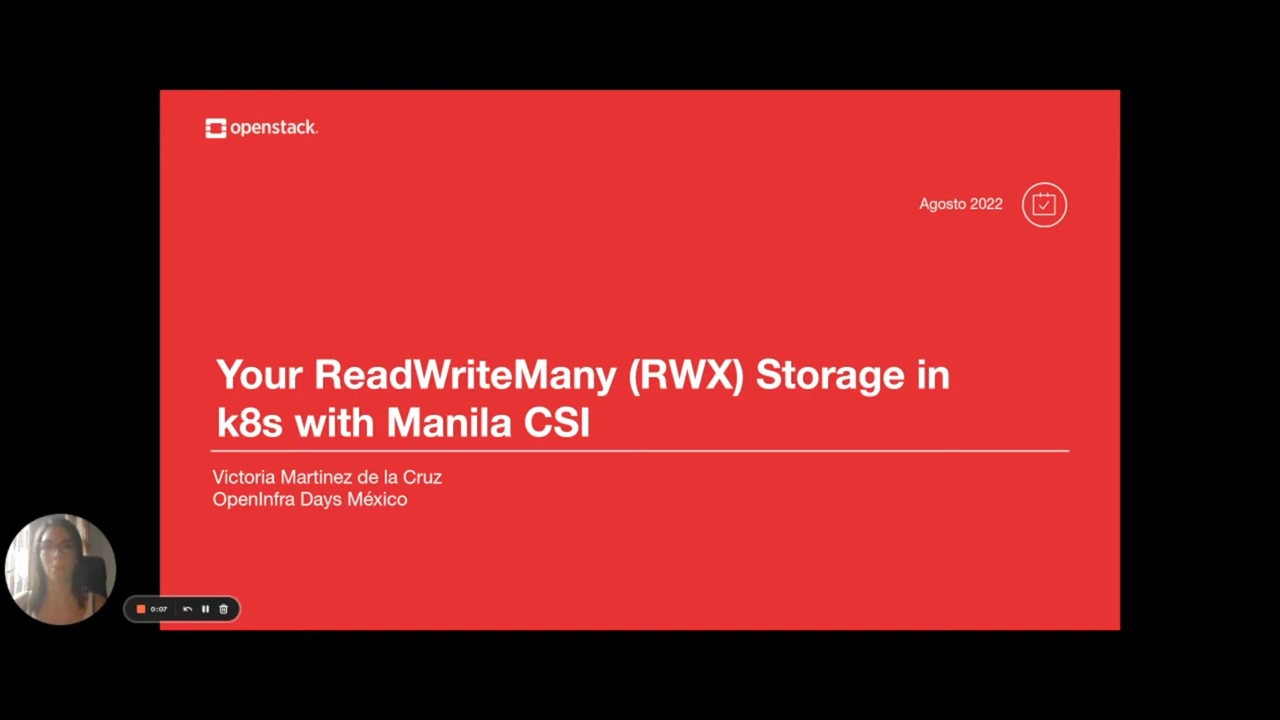 openstack.
Agosto 2022
Your ReadWriteMany (RWX) Storage in
k8s with Manila CSI
Victoria Martinez de la Cruz
OpenInfra Days México
0:07